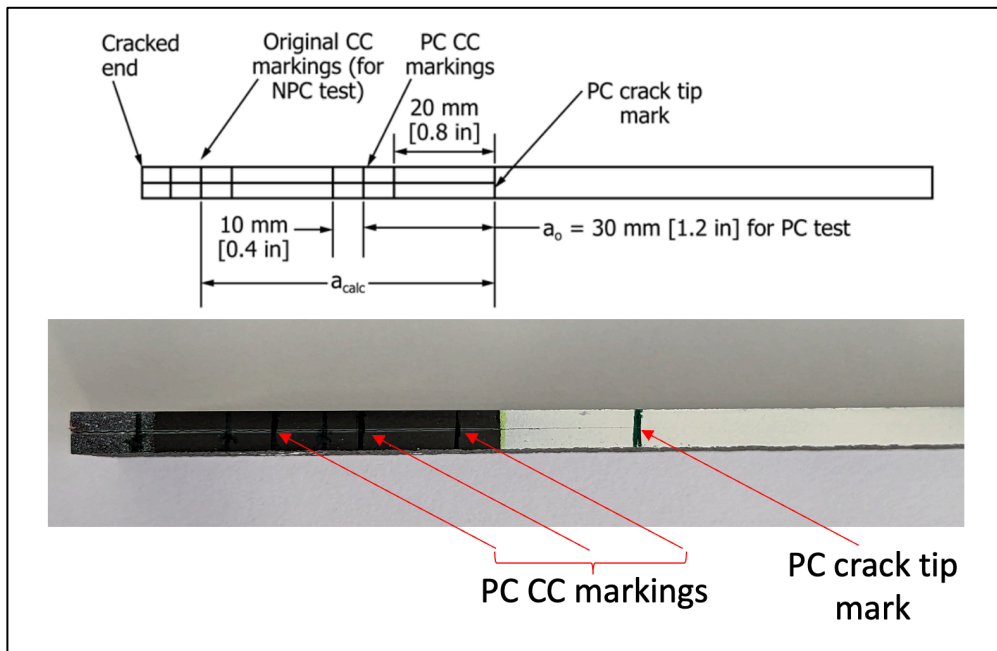 Cracked
end
Original CC
markings (for
NPC test)
PC CC
markings
20 mm
[0.8 in]
PC crack tip
mark
10 mm
[0.4 in]
aₒ = 30 mm [1.2 in] for PC test
a_calc
PC CC markings
PC crack tip
mark